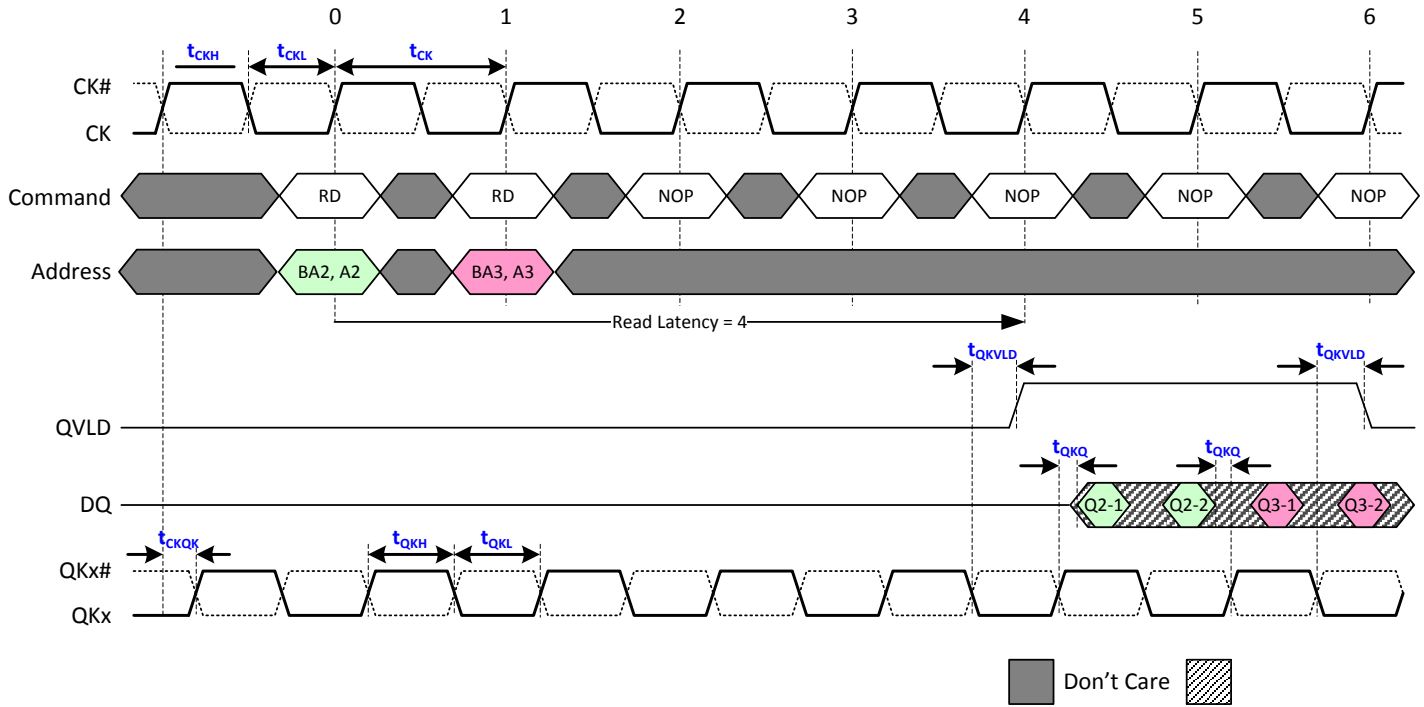 0 1 2 3 4 5 6
tCKH tCKL tCK
CK#
CK
Command RD RD NOP NOP NOP NOP NOP
Address BA2, A2 BA3, A3
Read Latency = 4
tQKVLD tQKVLD
QVLD
tQKQ tQKQ
DQ Q2-1 Q2-2 Q3-1 Q3-2
tCKQK tQKH tQKL
QKx#
QKx
Don't Care